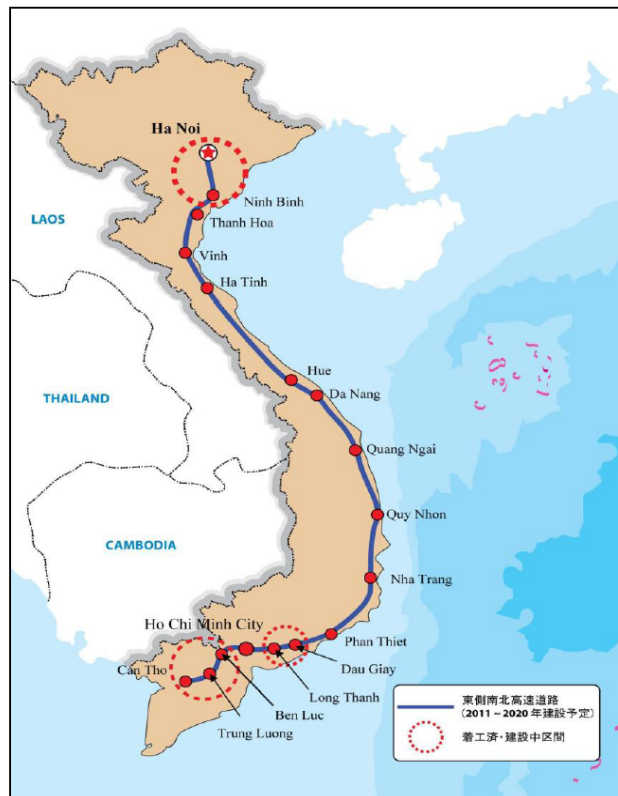 Ha Noi
Ninh Binh
Thanh Hoa
LAOS
Vinh
Ha Tinh
Hue
Da Nang
THAILAND
Quang Ngai
Quy Nhon
CAMBODIA
Nha Trang
Ho Chi Minh City
Phan Thiet
Can Tho
Dau Giay
Long Thanh
Ben Luc
Trung Luong
東側南北高速道路
(2011~2020年建設予定)
着工済・建設中区間